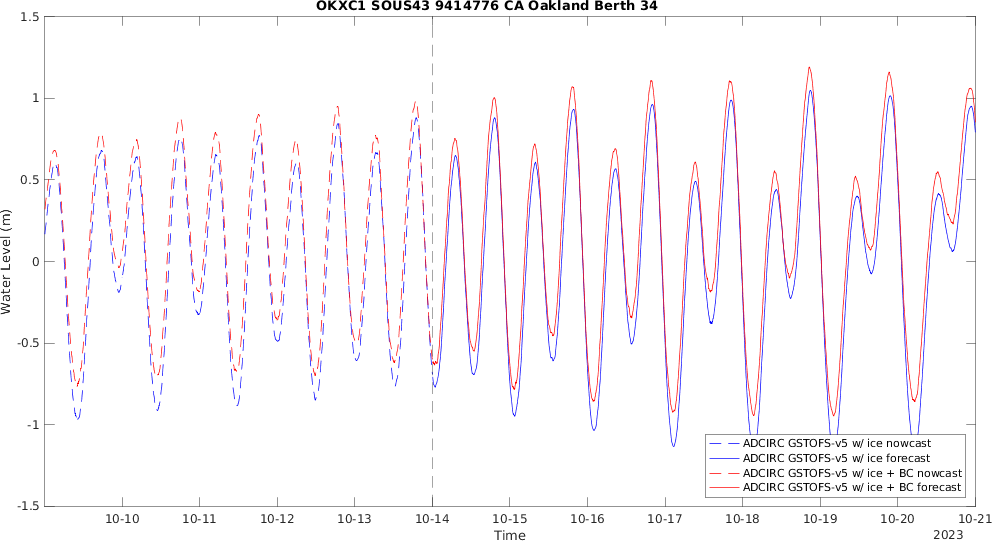 OKXC1 SOUS43 9414776 CA Oakland Berth 34
1.5
1
0.5
0
-0.5
-1
-1.5
Water Level (m)
ADCIRC GSTOFS-v5 w/ ice nowcast
ADCIRC GSTOFS-v5 w/ ice forecast
ADCIRC GSTOFS-v5 w/ ice + BC nowcast
ADCIRC GSTOFS-v5 w/ ice + BC forecast
10-10 10-11 10-12 10-13 10-14 10-15 10-16 10-17 10-18 10-19 10-20 10-21
Time
2023